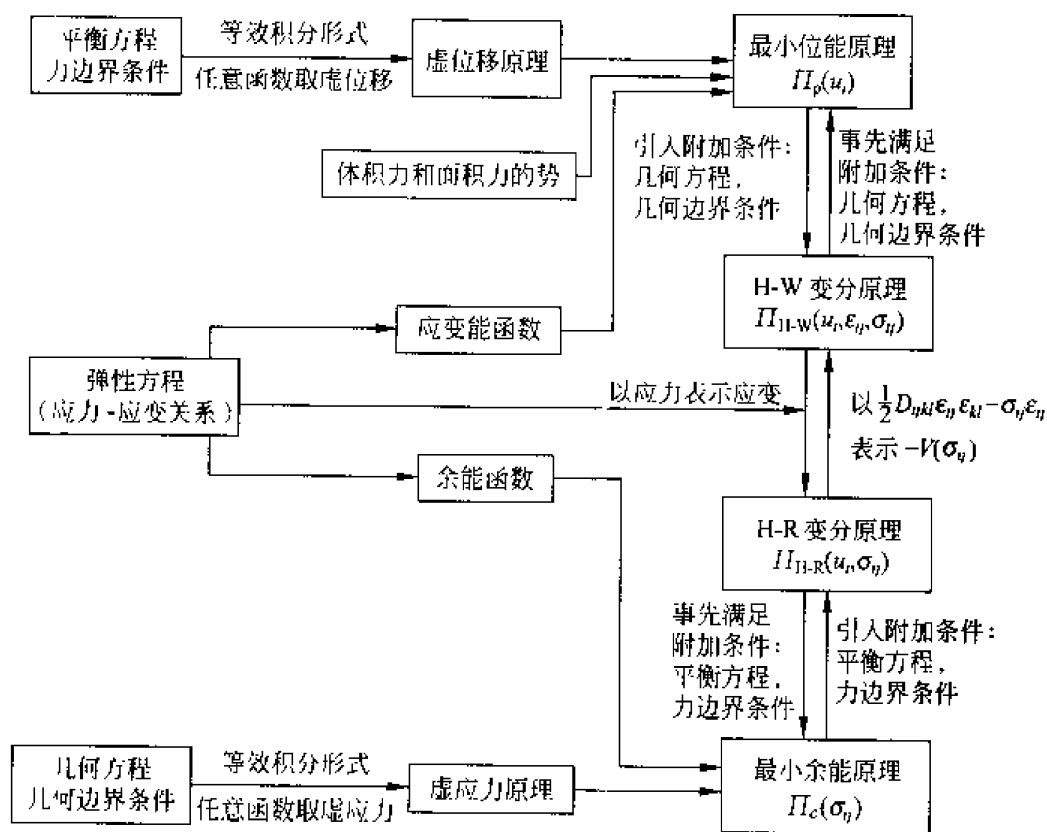 平衡方程
力边界条件
等效积分形式
任意函数取虚位移
虚位移原理
最小位能原理
Πp(ui)
体积力和面积力的势
引入附加条件：
几何方程，
几何边界条件
事先满足
附加条件：
几何方程，
几何边界条件
H-W 变分原理
ΠH-W(ui,εij,σij)
应变能函数
弹性方程
（应力-应变关系）
以应力表示应变
以 1/2 Dijklεijεkl−σijεij
表示 −V(σij)
余能函数
H-R 变分原理
ΠH-R(ui,σij)
事先满足
附加条件：
平衡方程，
力边界条件
引入附加条件：
平衡方程，
力边界条件
几何方程
几何边界条件
等效积分形式
任意函数取虚应力
虚应力原理
最小余能原理
Πc(σij)